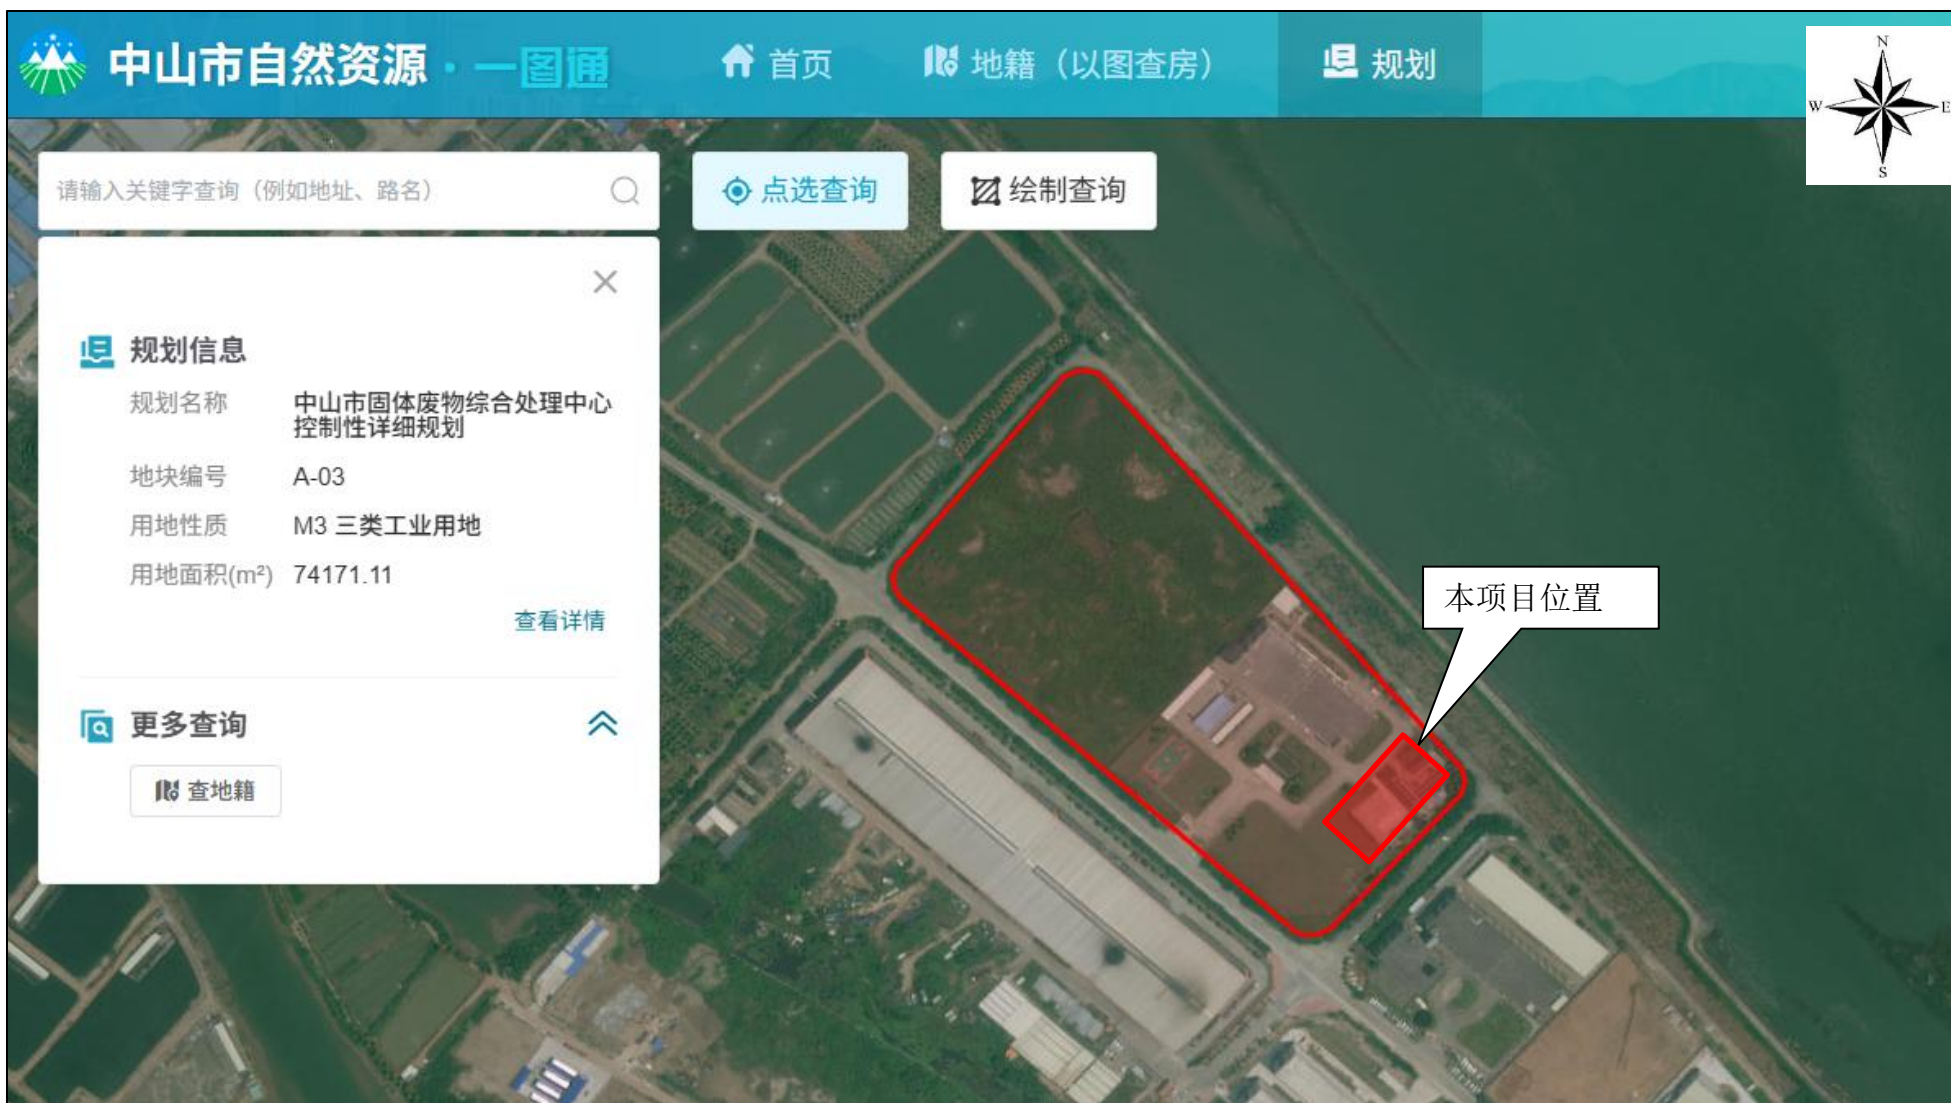 中山市自然资源·一图通
首页
地籍（以图查房）
规划
N
W
E
S
请输入关键字查询（例如地址、路名）
点选查询
绘制查询
规划信息
规划名称 中山市固体废物综合处理中心
控制性详细规划
地块编号 A-03
用地性质 M3 三类工业用地
用地面积(m²) 74171.11
查看详情
本项目位置
更多查询
查地籍